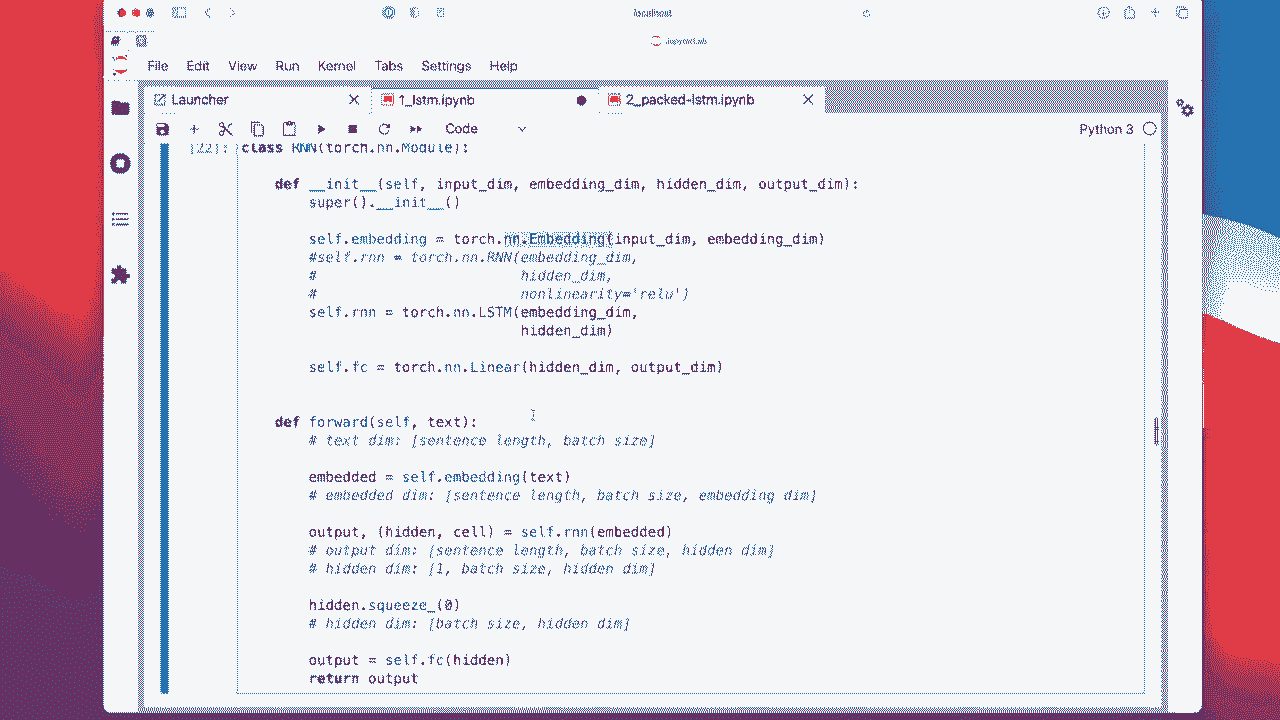 localhost
JupyterLab
File Edit View Run Kernel Tabs Settings Help
Launcher 1_lstm.ipynb 2_packed-lstm.ipynb
Code Python 3
[22]: class RNN(torch.nn.Module):
def __init__(self, input_dim, embedding_dim, hidden_dim, output_dim):
super().__init__()
self.embedding = torch.nn.Embedding(input_dim, embedding_dim)
#self.rnn = torch.nn.RNN(embedding_dim,
# hidden_dim,
# nonlinearity='relu')
self.rnn = torch.nn.LSTM(embedding_dim,
hidden_dim)
self.fc = torch.nn.Linear(hidden_dim, output_dim)
def forward(self, text):
# text dim: [sentence length, batch size]
embedded = self.embedding(text)
# embedded dim: [sentence length, batch size, embedding dim]
output, (hidden, cell) = self.rnn(embedded)
# output dim: [sentence length, batch size, hidden dim]
# hidden dim: [1, batch size, hidden dim]
hidden.squeeze_(0)
# hidden dim: [batch size, hidden dim]
output = self.fc(hidden)
return output